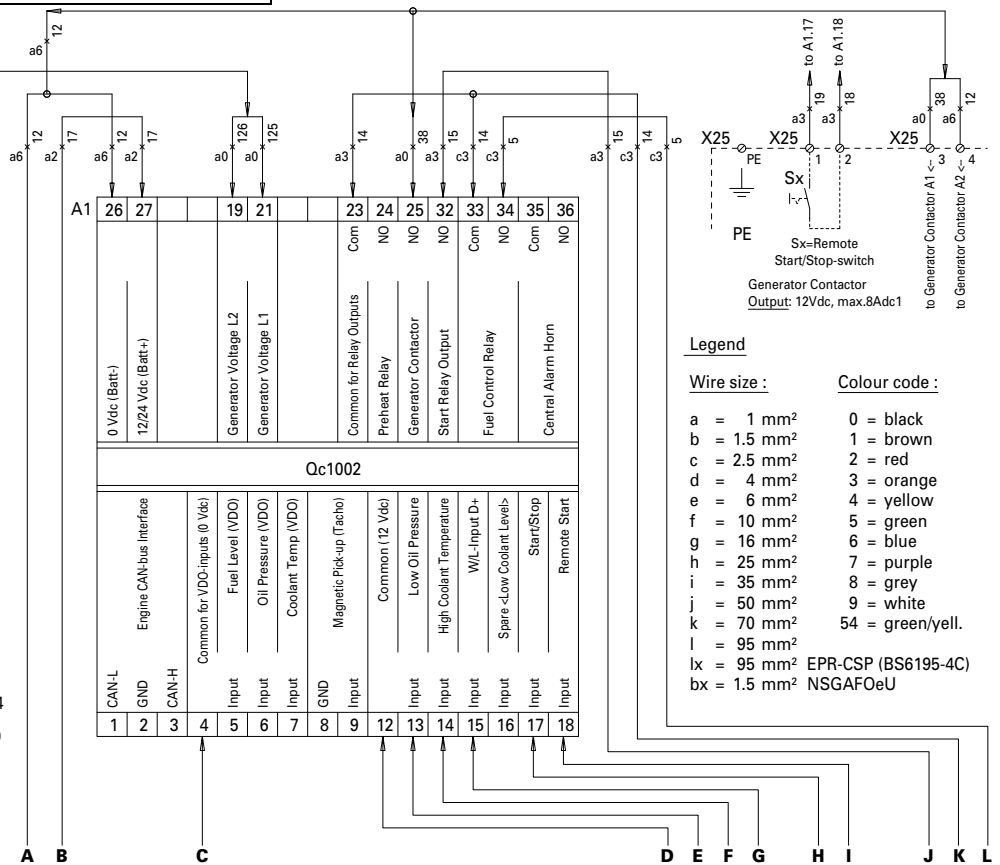 12
a6
12
a6
17
a2
12
a6
17
a2
126
a0
125
a0
14
a3
38
a0
15
a3
14
c3
5
c3
15
a3
14
c3
5
c3
to A1.17
to A1.18
19
a3
18
a3
38
a0
12
a6
X25
X25
X25
PE
1
2
3
4
Sx
PE
Sx=Remote
Start/Stop-switch
Generator Contactor
Output: 12Vdc, max.8Adc1
to Generator Contactor A1 <-
to Generator Contactor A2 <-
A1
26 27 19 21 23 24 25 32 33 34 35 36
Com NO NO NO Com NO Com NO
0 Vdc (Batt-)
12/24 Vdc (Batt+)
Generator Voltage L2
Generator Voltage L1
Common for Relay Outputs
Preheat Relay
Generator Contactor
Start Relay Output
Fuel Control Relay
Central Alarm Horn
Qc1002
Engine CAN-bus Interface
Common for VDO-inputs (0 Vdc)
Fuel Level (VDO)
Oil Pressure (VDO)
Coolant Temp (VDO)
Magnetic Pick-up (Tacho)
Common (12 Vdc)
Low Oil Pressure
High Coolant Temperature
W/L-Input D+
Spare <Low Coolant Level>
Start/Stop
Remote Start
CAN-L
GND
CAN-H
Input
Input
Input
GND
Input
Input
Input
Input
Input
Input
Input
1 2 3 4 5 6 7 8 9 12 13 14 15 16 17 18
Legend
Wire size : Colour code :
a = 1 mm² 0 = black
b = 1.5 mm² 1 = brown
c = 2.5 mm² 2 = red
d = 4 mm² 3 = orange
e = 6 mm² 4 = yellow
f = 10 mm² 5 = green
g = 16 mm² 6 = blue
h = 25 mm² 7 = purple
i = 35 mm² 8 = grey
j = 50 mm² 9 = white
k = 70 mm² 54 = green/yell.
l = 95 mm²
lx = 95 mm² EPR-CSP (BS6195-4C)
bx = 1.5 mm² NSGAFOeU
A B C D E F G H I J K L